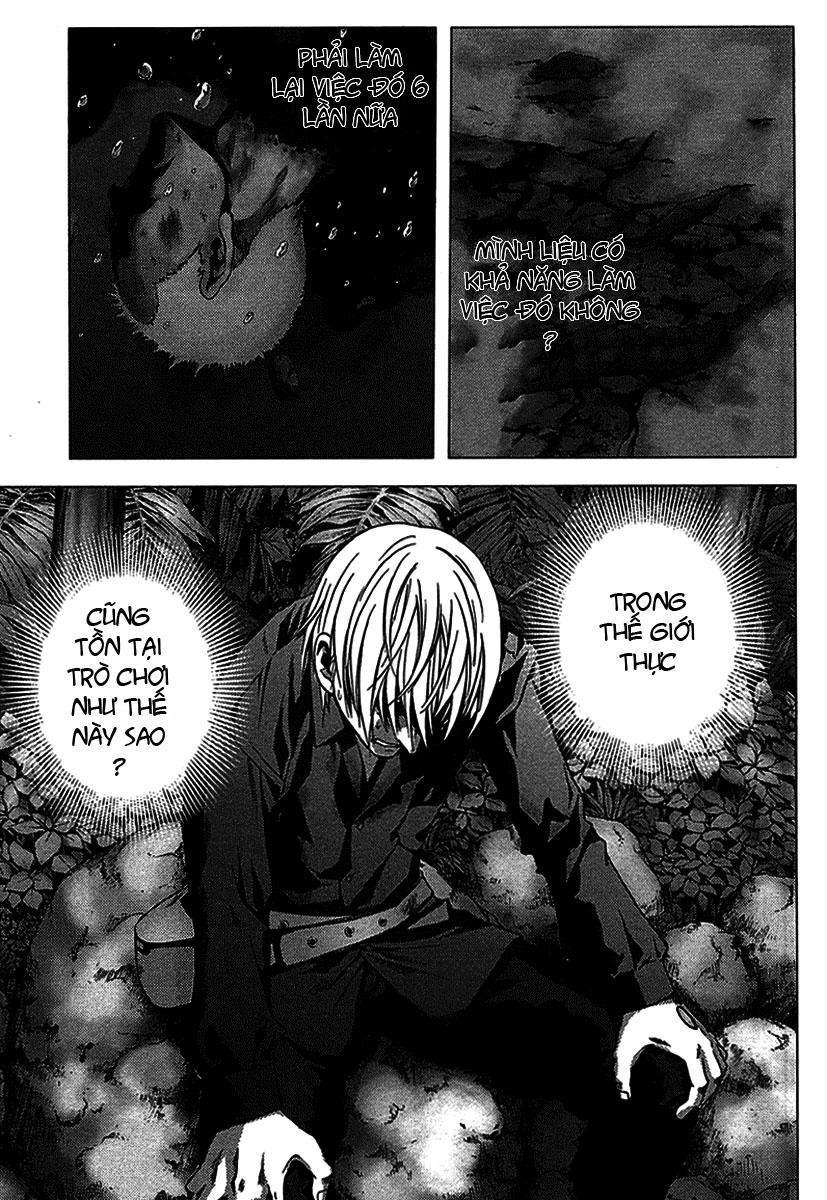 MÌNH LIỆU CÓ
KHẢ NĂNG LÀM
VIỆC ĐÓ KHÔNG
?
PHẢI LÀM
LẠI VIỆC ĐÓ 6
LẦN NỮA
TRONG
THẾ GIỚI
THỰC
CŨNG
TỒN TẠI
TRÒ CHƠI
NHƯ THẾ
NÀY SAO
?